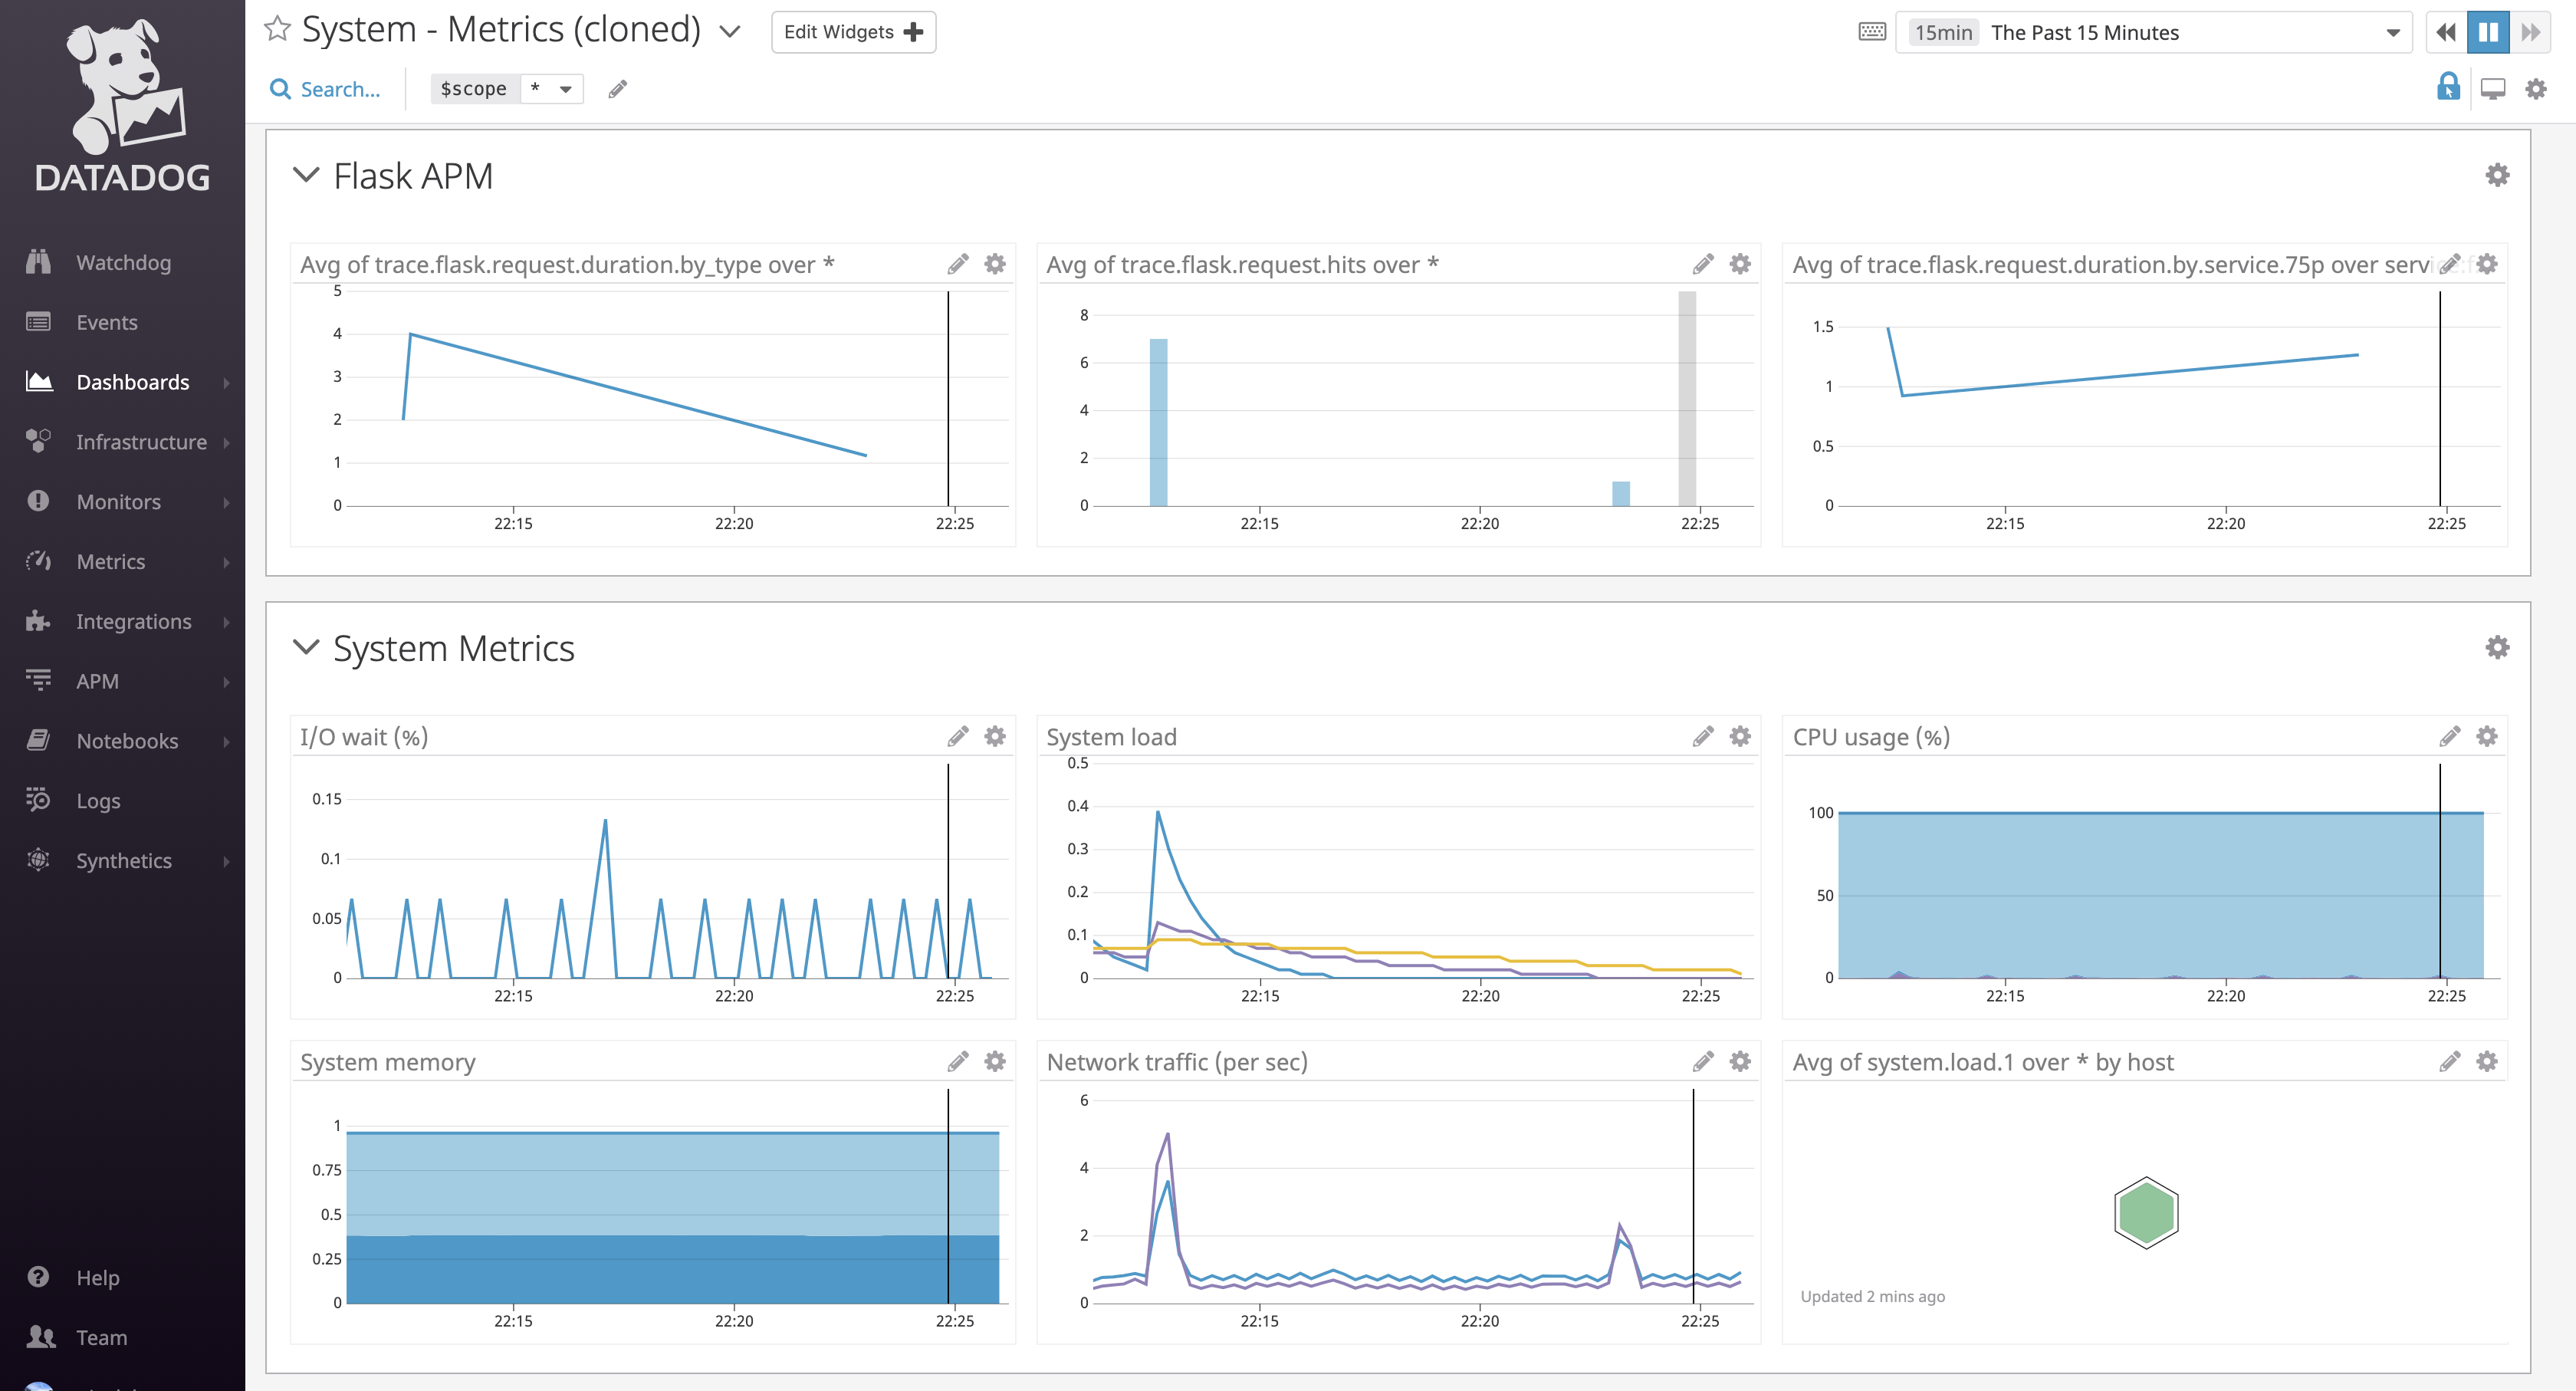 DATADOG
Watchdog
Events
Dashboards
Infrastructure
Monitors
Metrics
Integrations
APM
Notebooks
Logs
Synthetics
Help
Team
System - Metrics (cloned)
Edit Widgets
15min The Past 15 Minutes
Search...
$scope *
Flask APM
Avg of trace.flask.request.duration.by_type over *
5
4
3
2
1
0
22:15 22:20 22:25
Avg of trace.flask.request.hits over *
8
6
4
2
0
22:15 22:20 22:25
Avg of trace.flask.request.duration.by.service.75p over
1.5
1
0.5
0
22:15 22:20 22:25
System Metrics
I/O wait (%)
0.15
0.1
0.05
0
22:15 22:20 22:25
System load
0.5
0.4
0.3
0.2
0.1
0
22:15 22:20 22:25
CPU usage (%)
100
50
0
22:15 22:20 22:25
System memory
1
0.75
0.5
0.25
0
22:15 22:20 22:25
Network traffic (per sec)
6
4
2
0
22:15 22:20 22:25
Avg of system.load.1 over * by host
Updated 2 mins ago